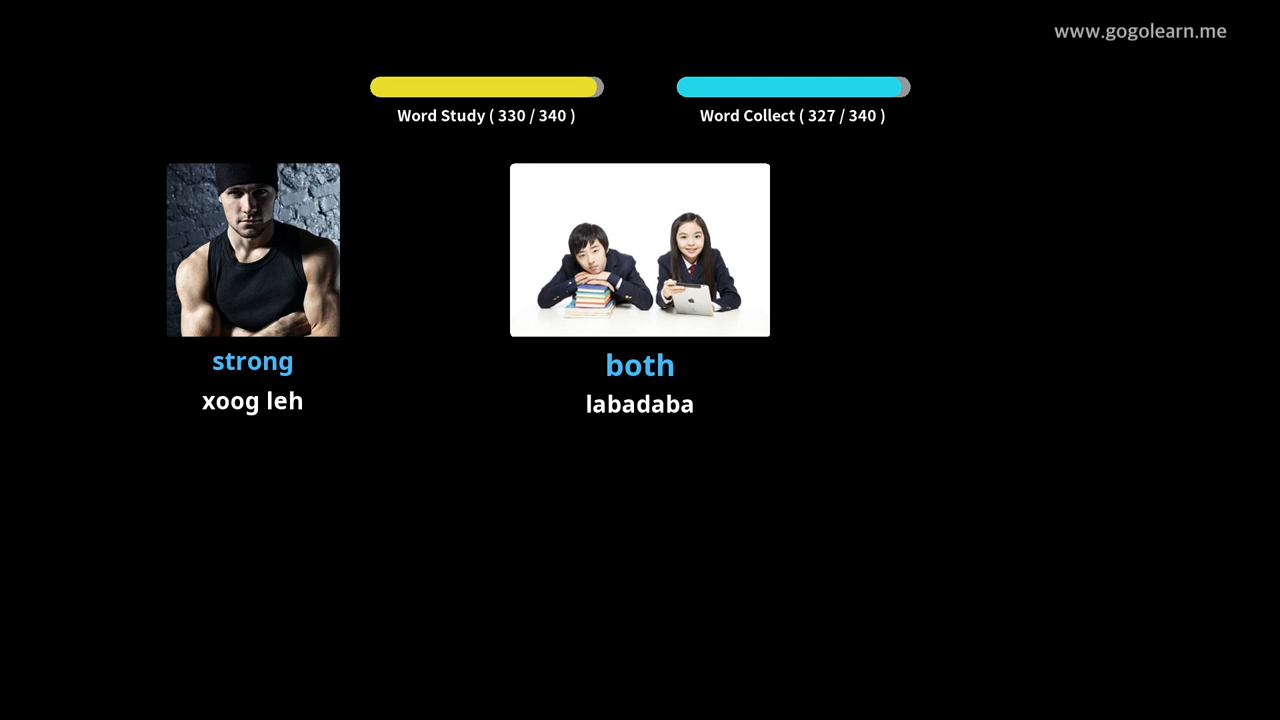 www.gogolearn.me
Word Study ( 330 / 340 )
Word Collect ( 327 / 340 )
strong
xoog leh
both
labadaba